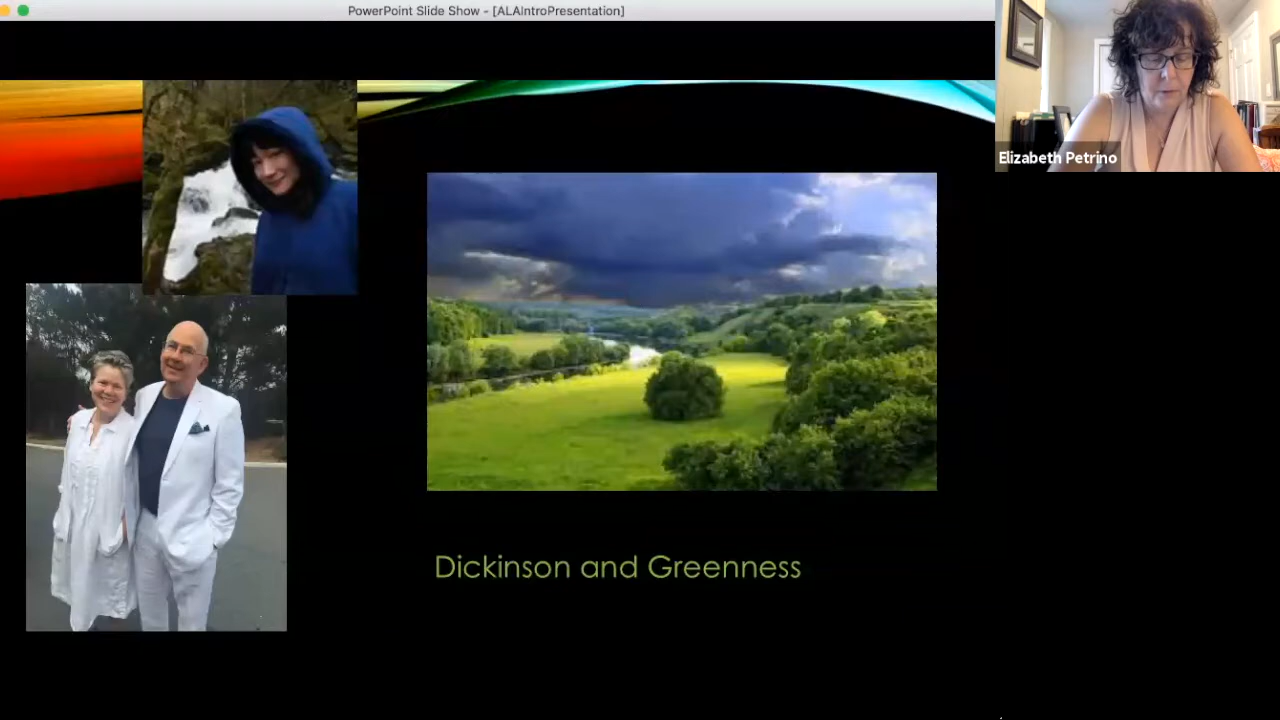 PowerPoint Slide Show - [ALAIntroPresentation]
Elizabeth Petrino
Dickinson and Greenness